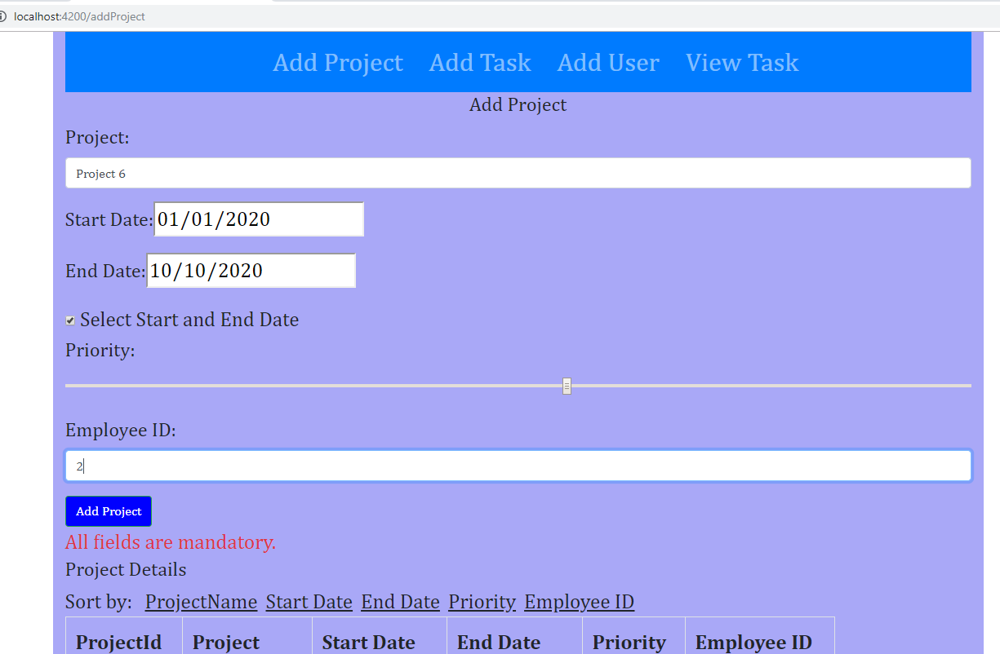 localhost:4200/addProject
Add Project Add Task Add User View Task
Add Project
Project:
Project 6
Start Date: 01/01/2020
End Date: 10/10/2020
Select Start and End Date
Priority:
Employee ID:
2
Add Project
All fields are mandatory.
Project Details
Sort by: ProjectName Start Date End Date Priority Employee ID
ProjectId Project Start Date End Date Priority Employee ID